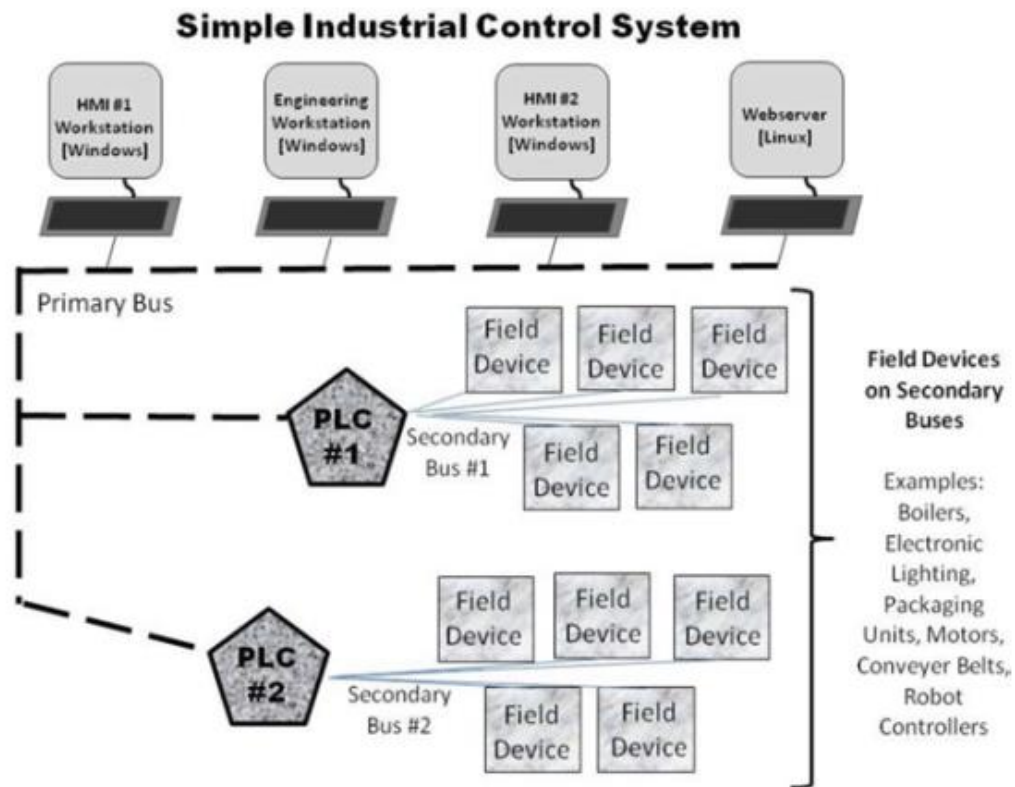 Simple Industrial Control System
HMI #1
Workstation
[Windows]
Engineering
Workstation
[Windows]
HMI #2
Workstation
[Windows]
Webserver
[Linux]
Primary Bus
PLC
#1
Secondary
Bus #1
Field
Device
Field
Device
Field
Device
Field
Device
Field
Device
PLC
#2
Secondary
Bus #2
Field
Device
Field
Device
Field
Device
Field
Device
Field
Device
Field Devices
on Secondary
Buses
Examples:
Boilers,
Electronic
Lighting,
Packaging
Units, Motors,
Conveyer Belts,
Robot
Controllers